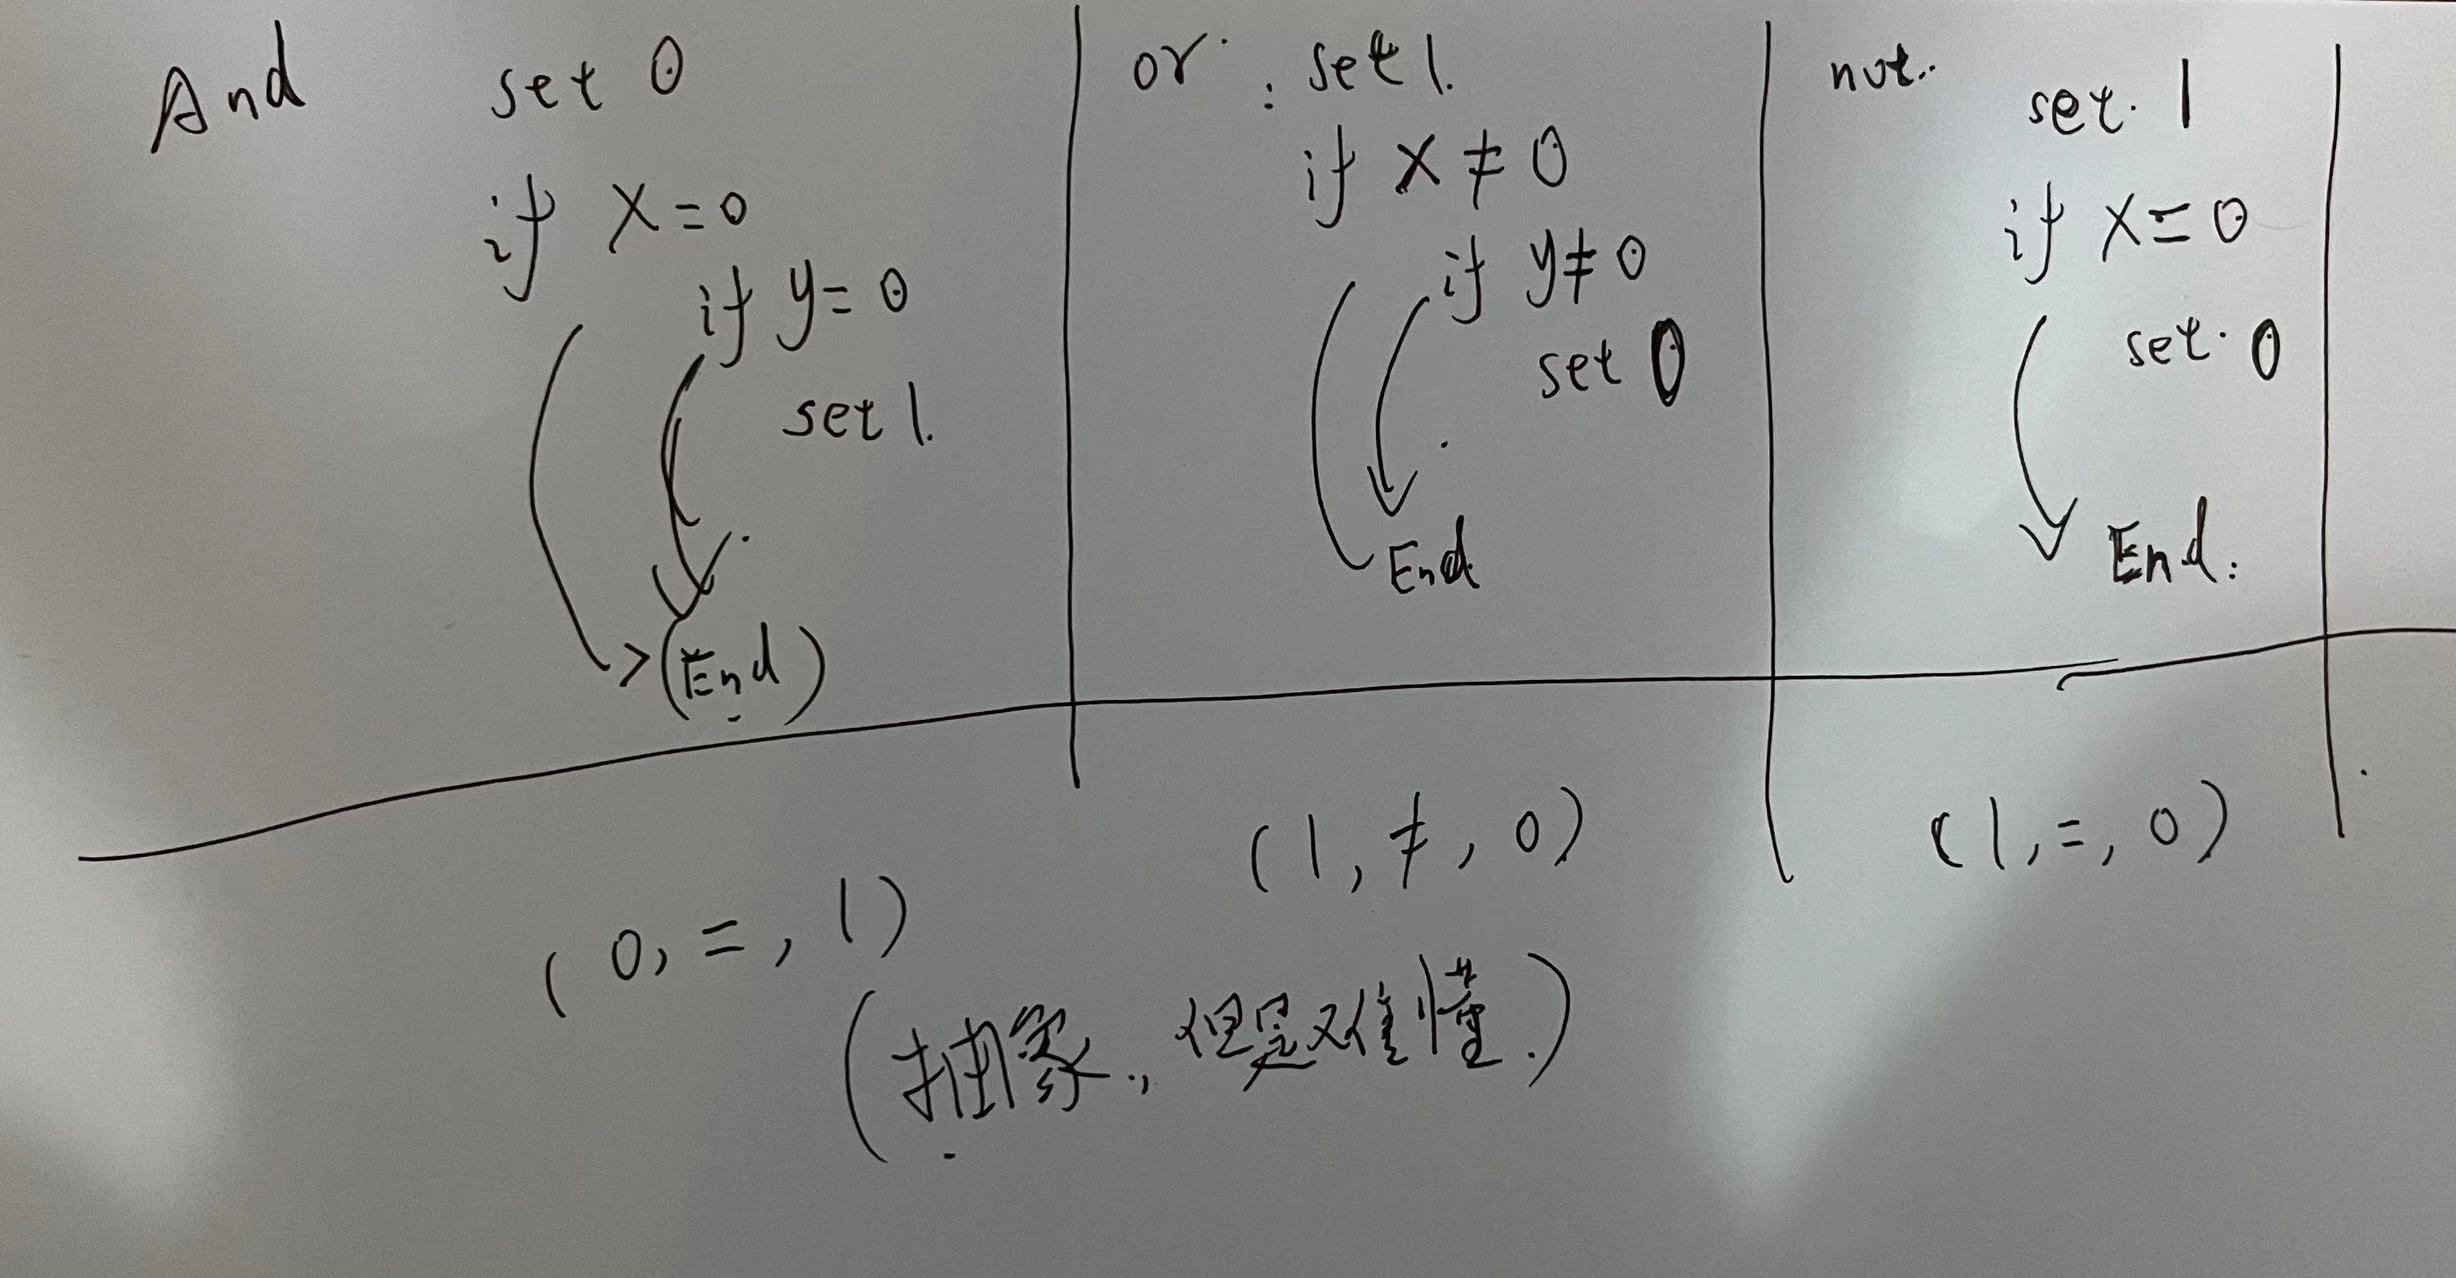 And set 0
if X=0
if y=0
set 1.
(End)
or: set 1.
if X≠0
if y≠0
set 0
End
not. set. 1
if X=0
set. 0
End.
(0, =, 1)
(1, ≠, 0)
(1, =, 0)
(抽象., 但是又难懂.)